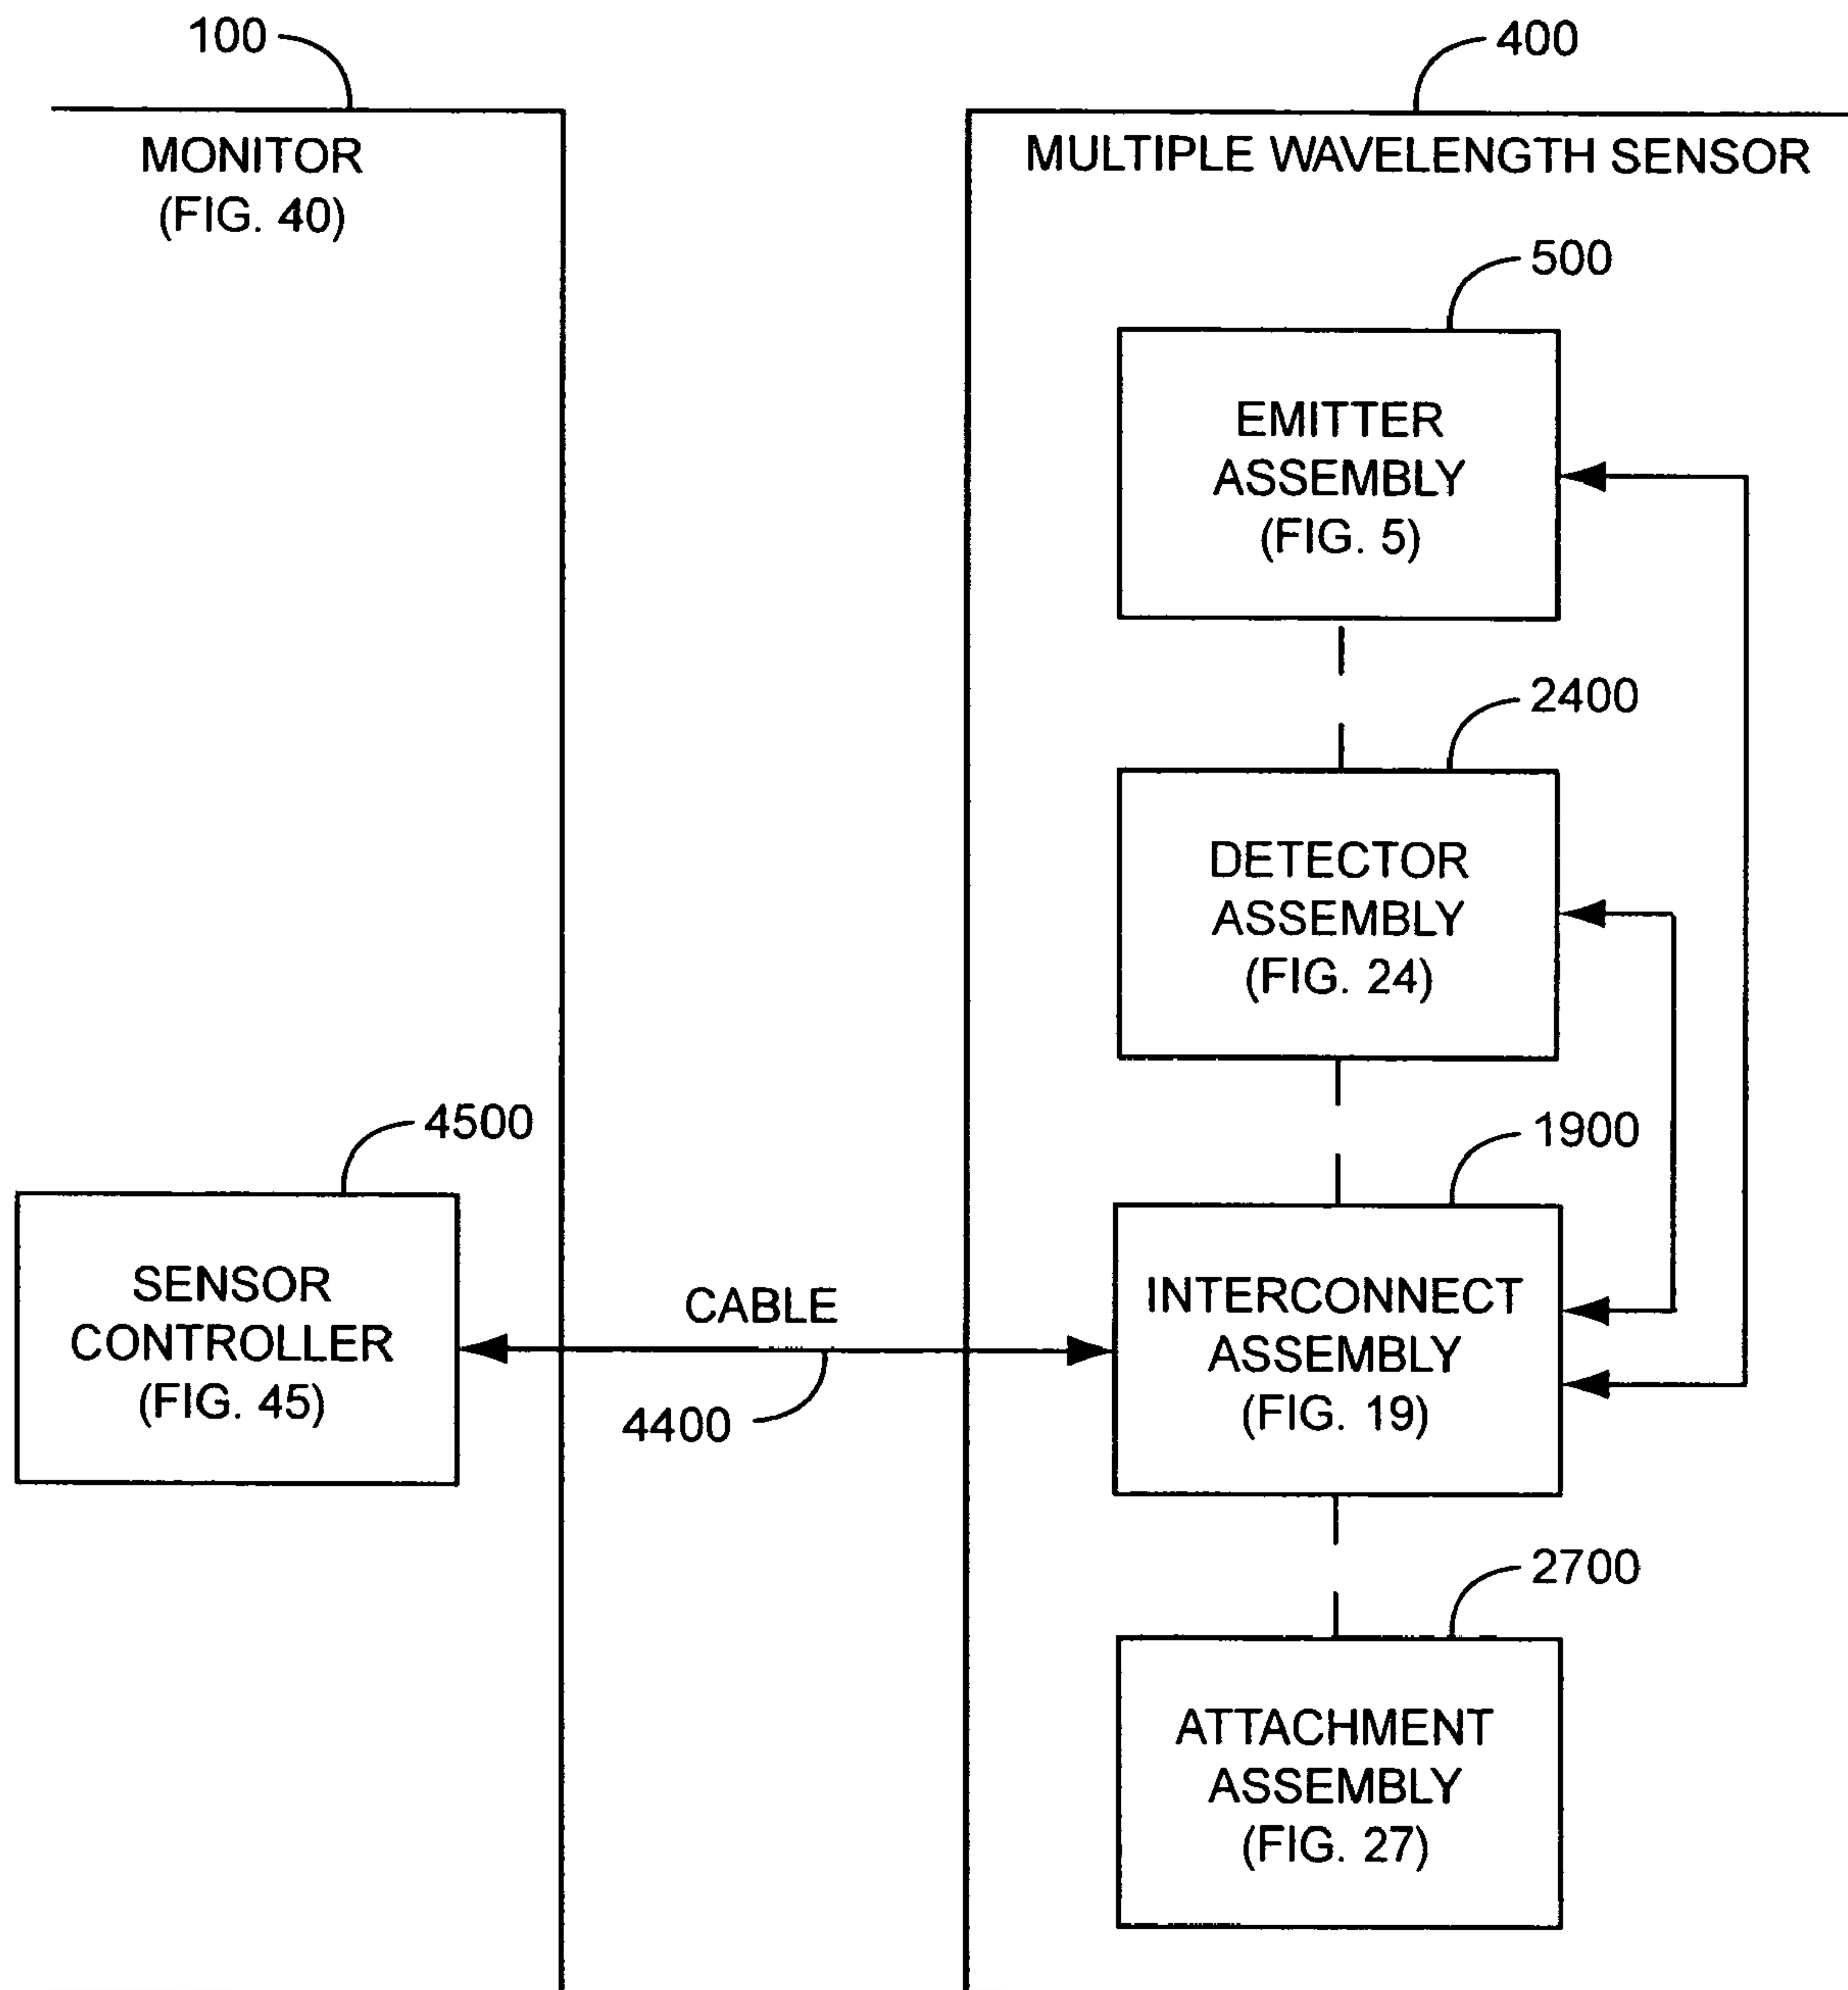 100
MONITOR
(FIG. 40)
400
MULTIPLE WAVELENGTH SENSOR
500
EMITTER
ASSEMBLY
(FIG. 5)
2400
DETECTOR
ASSEMBLY
(FIG. 24)
4500
SENSOR
CONTROLLER
(FIG. 45)
CABLE
4400
1900
INTERCONNECT
ASSEMBLY
(FIG. 19)
2700
ATTACHMENT
ASSEMBLY
(FIG. 27)